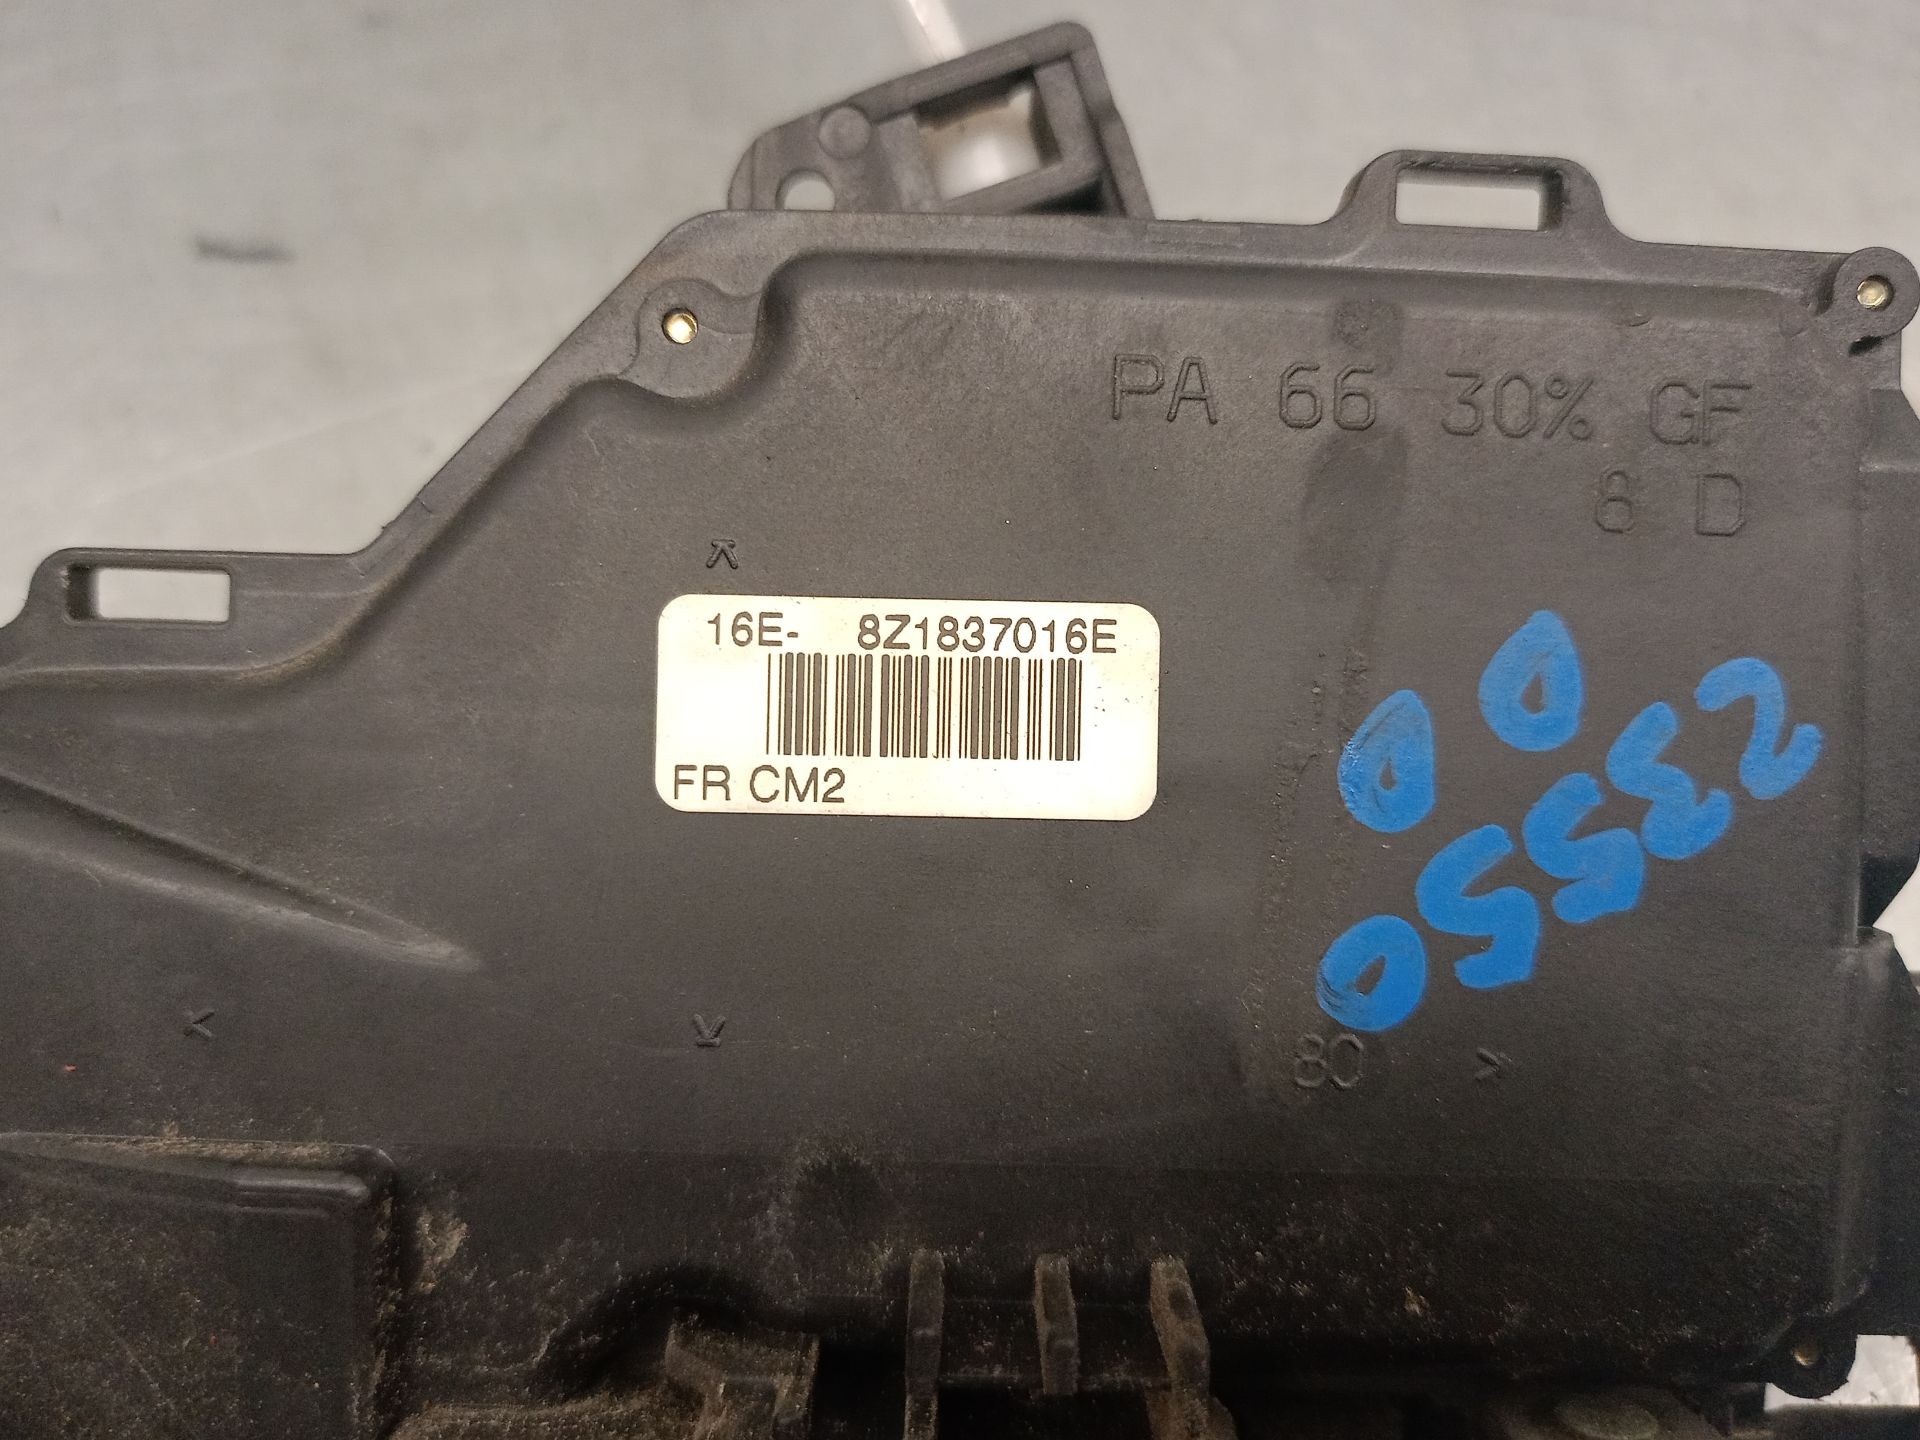 PA 66 30% GF
8 D
16E- 8Z1837016E
FR CM2
23550
00
80